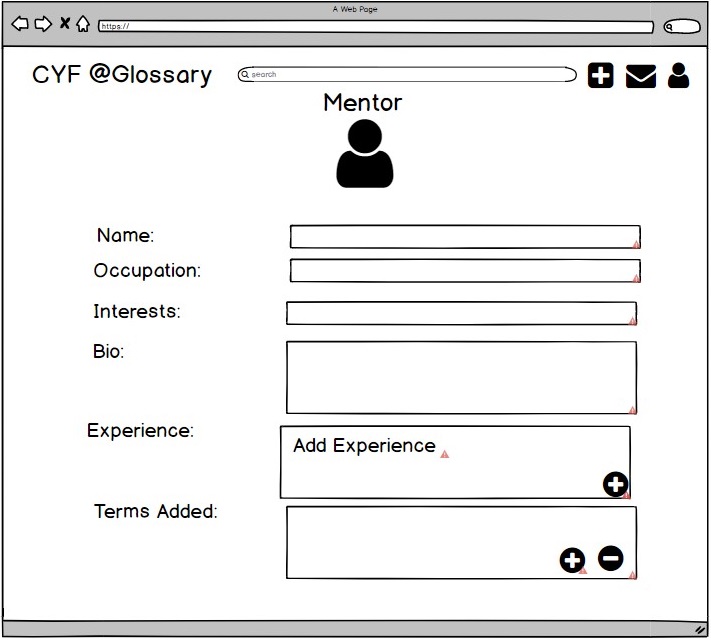 A Web Page
https://
CYF @Glossary
search
Mentor
Name:
Occupation:
Interests:
Bio:
Experience:
Add Experience
Terms Added: